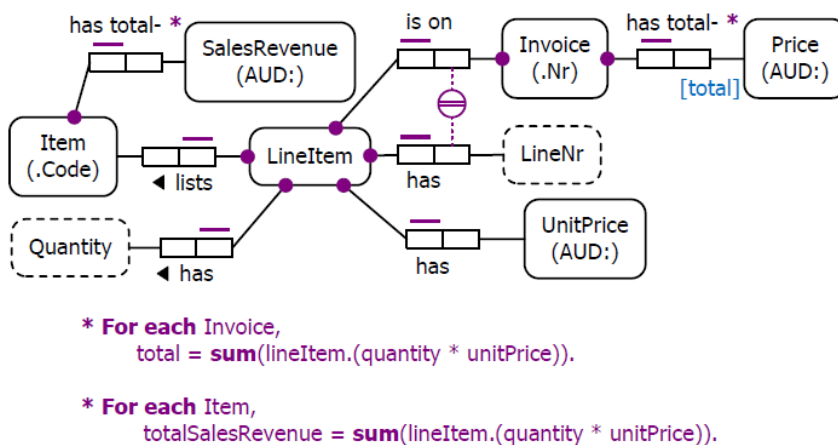 has total- *
SalesRevenue
(AUD:)
is on
Invoice
(.Nr)
has total- *
Price
(AUD:)
[total]
Item
(.Code)
◄ lists
LineItem
has
LineNr
Quantity
◄ has
has
UnitPrice
(AUD:)
* For each Invoice,
total = sum(lineItem.(quantity * unitPrice)).
* For each Item,
totalSalesRevenue = sum(lineItem.(quantity * unitPrice)).